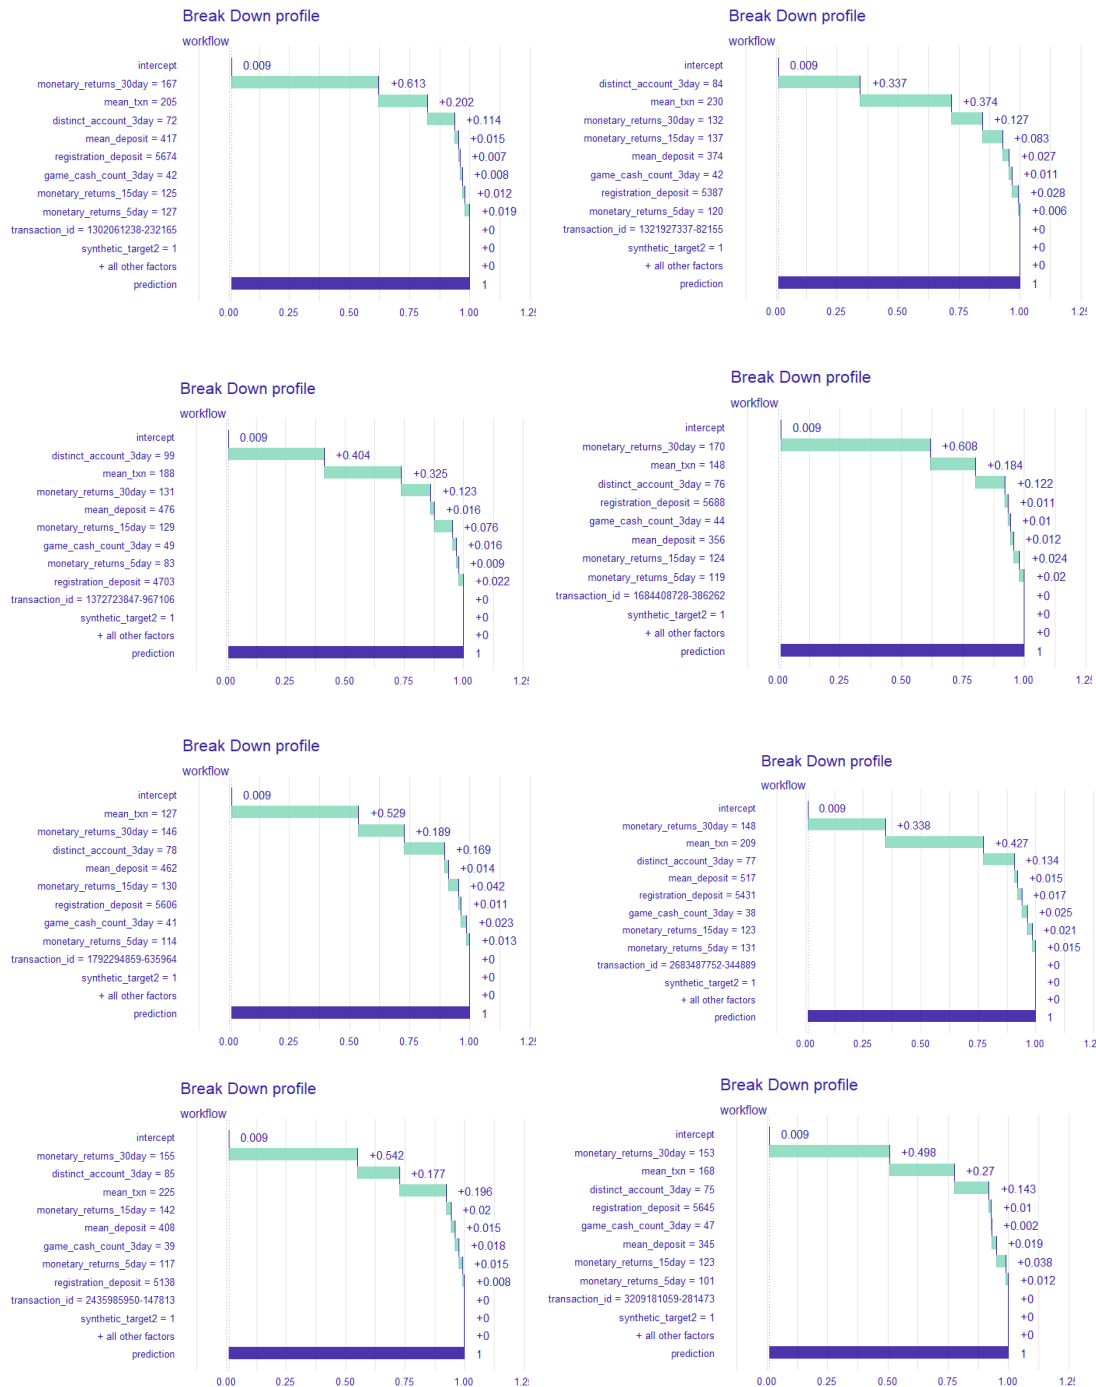 Break Down profile
workflow
intercept 0.009
monetary_returns_30day = 167 +0.613
mean_txn = 205 +0.202
distinct_account_3day = 72 +0.114
mean_deposit = 417 +0.015
registration_deposit = 5674 +0.007
game_cash_count_3day = 42 +0.008
monetary_returns_15day = 125 +0.012
monetary_returns_5day = 127 +0.019
transaction_id = 1302061238-232165 +0
synthetic_target2 = 1 +0
+ all other factors +0
prediction 1
0.00 0.25 0.50 0.75 1.00 1.25
Break Down profile
workflow
intercept 0.009
distinct_account_3day = 84 +0.337
mean_txn = 230 +0.374
monetary_returns_30day = 132 +0.127
monetary_returns_15day = 137 +0.083
mean_deposit = 374 +0.027
game_cash_count_3day = 42 +0.011
registration_deposit = 5387 +0.028
monetary_returns_5day = 120 +0.006
transaction_id = 1321927337-82155 +0
synthetic_target2 = 1 +0
+ all other factors +0
prediction 1
0.00 0.25 0.50 0.75 1.00 1.25
Break Down profile
workflow
intercept 0.009
distinct_account_3day = 99 +0.404
mean_txn = 188 +0.325
monetary_returns_30day = 131 +0.123
mean_deposit = 476 +0.016
monetary_returns_15day = 129 +0.076
game_cash_count_3day = 49 +0.016
monetary_returns_5day = 83 +0.009
registration_deposit = 4703 +0.022
transaction_id = 1372723847-967106 +0
synthetic_target2 = 1 +0
+ all other factors +0
prediction 1
0.00 0.25 0.50 0.75 1.00 1.25
Break Down profile
workflow
intercept 0.009
monetary_returns_30day = 170 +0.608
mean_txn = 148 +0.184
distinct_account_3day = 76 +0.122
registration_deposit = 5688 +0.011
game_cash_count_3day = 44 +0.01
mean_deposit = 356 +0.012
monetary_returns_15day = 124 +0.024
monetary_returns_5day = 119 +0.02
transaction_id = 1684408728-386262 +0
synthetic_target2 = 1 +0
+ all other factors +0
prediction 1
0.00 0.25 0.50 0.75 1.00 1.25
Break Down profile
workflow
intercept 0.009
mean_txn = 127 +0.529
monetary_returns_30day = 146 +0.189
distinct_account_3day = 78 +0.169
mean_deposit = 462 +0.014
monetary_returns_15day = 130 +0.042
registration_deposit = 5606 +0.011
game_cash_count_3day = 41 +0.023
monetary_returns_5day = 114 +0.013
transaction_id = 1792294859-635964 +0
synthetic_target2 = 1 +0
+ all other factors +0
prediction 1
0.00 0.25 0.50 0.75 1.00 1.25
Break Down profile
workflow
intercept 0.009
monetary_returns_30day = 148 +0.338
mean_txn = 209 +0.427
distinct_account_3day = 77 +0.134
mean_deposit = 517 +0.015
registration_deposit = 5431 +0.017
game_cash_count_3day = 38 +0.025
monetary_returns_15day = 123 +0.021
monetary_returns_5day = 131 +0.015
transaction_id = 2683487752-344889 +0
synthetic_target2 = 1 +0
+ all other factors +0
prediction 1
0.00 0.25 0.50 0.75 1.00 1.25
Break Down profile
workflow
intercept 0.009
monetary_returns_30day = 155 +0.542
distinct_account_3day = 85 +0.177
mean_txn = 225 +0.196
monetary_returns_15day = 142 +0.02
mean_deposit = 408 +0.015
game_cash_count_3day = 39 +0.018
monetary_returns_5day = 117 +0.015
registration_deposit = 5138 +0.008
transaction_id = 2435985950-147813 +0
synthetic_target2 = 1 +0
+ all other factors +0
prediction 1
0.00 0.25 0.50 0.75 1.00 1.25
Break Down profile
workflow
intercept 0.009
monetary_returns_30day = 153 +0.498
mean_txn = 168 +0.27
distinct_account_3day = 75 +0.143
registration_deposit = 5645 +0.01
game_cash_count_3day = 47 +0.002
mean_deposit = 345 +0.019
monetary_returns_15day = 123 +0.038
monetary_returns_5day = 101 +0.012
transaction_id = 3209181059-281473 +0
synthetic_target2 = 1 +0
+ all other factors +0
prediction 1
0.00 0.25 0.50 0.75 1.00 1.25